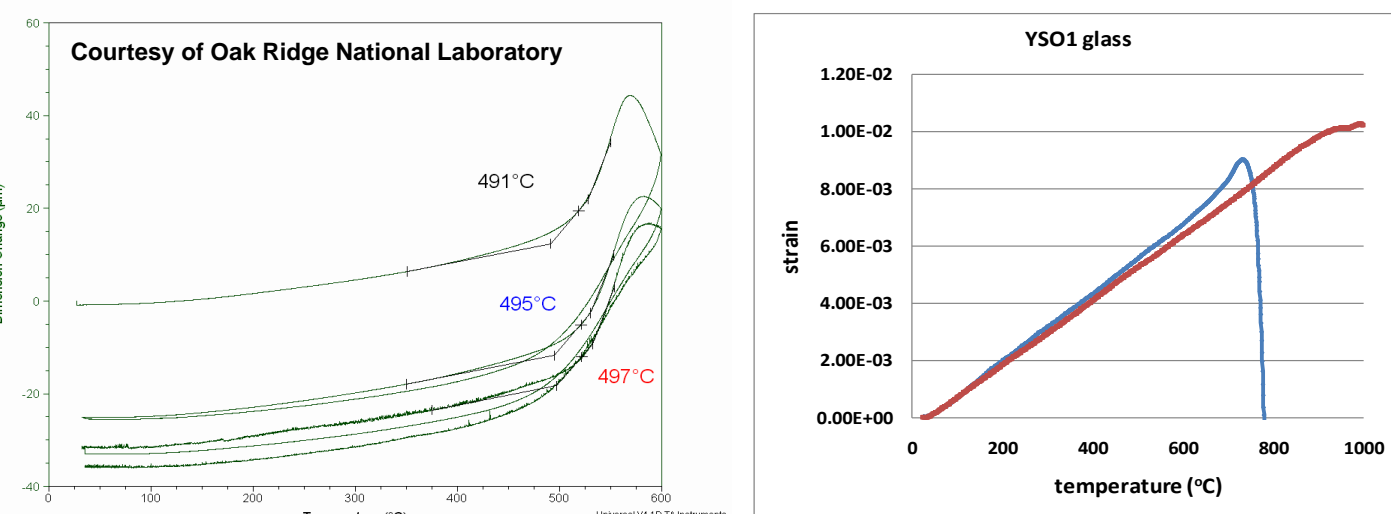 Courtesy of Oak Ridge National Laboratory
60
40
20
0
-20
-40
491°C
495°C
497°C
0
100
200
300
400
500
600
YSO1 glass
1.20E-02
1.00E-02
8.00E-03
6.00E-03
4.00E-03
2.00E-03
0.00E+00
strain
0
200
400
600
800
1000
temperature (°C)